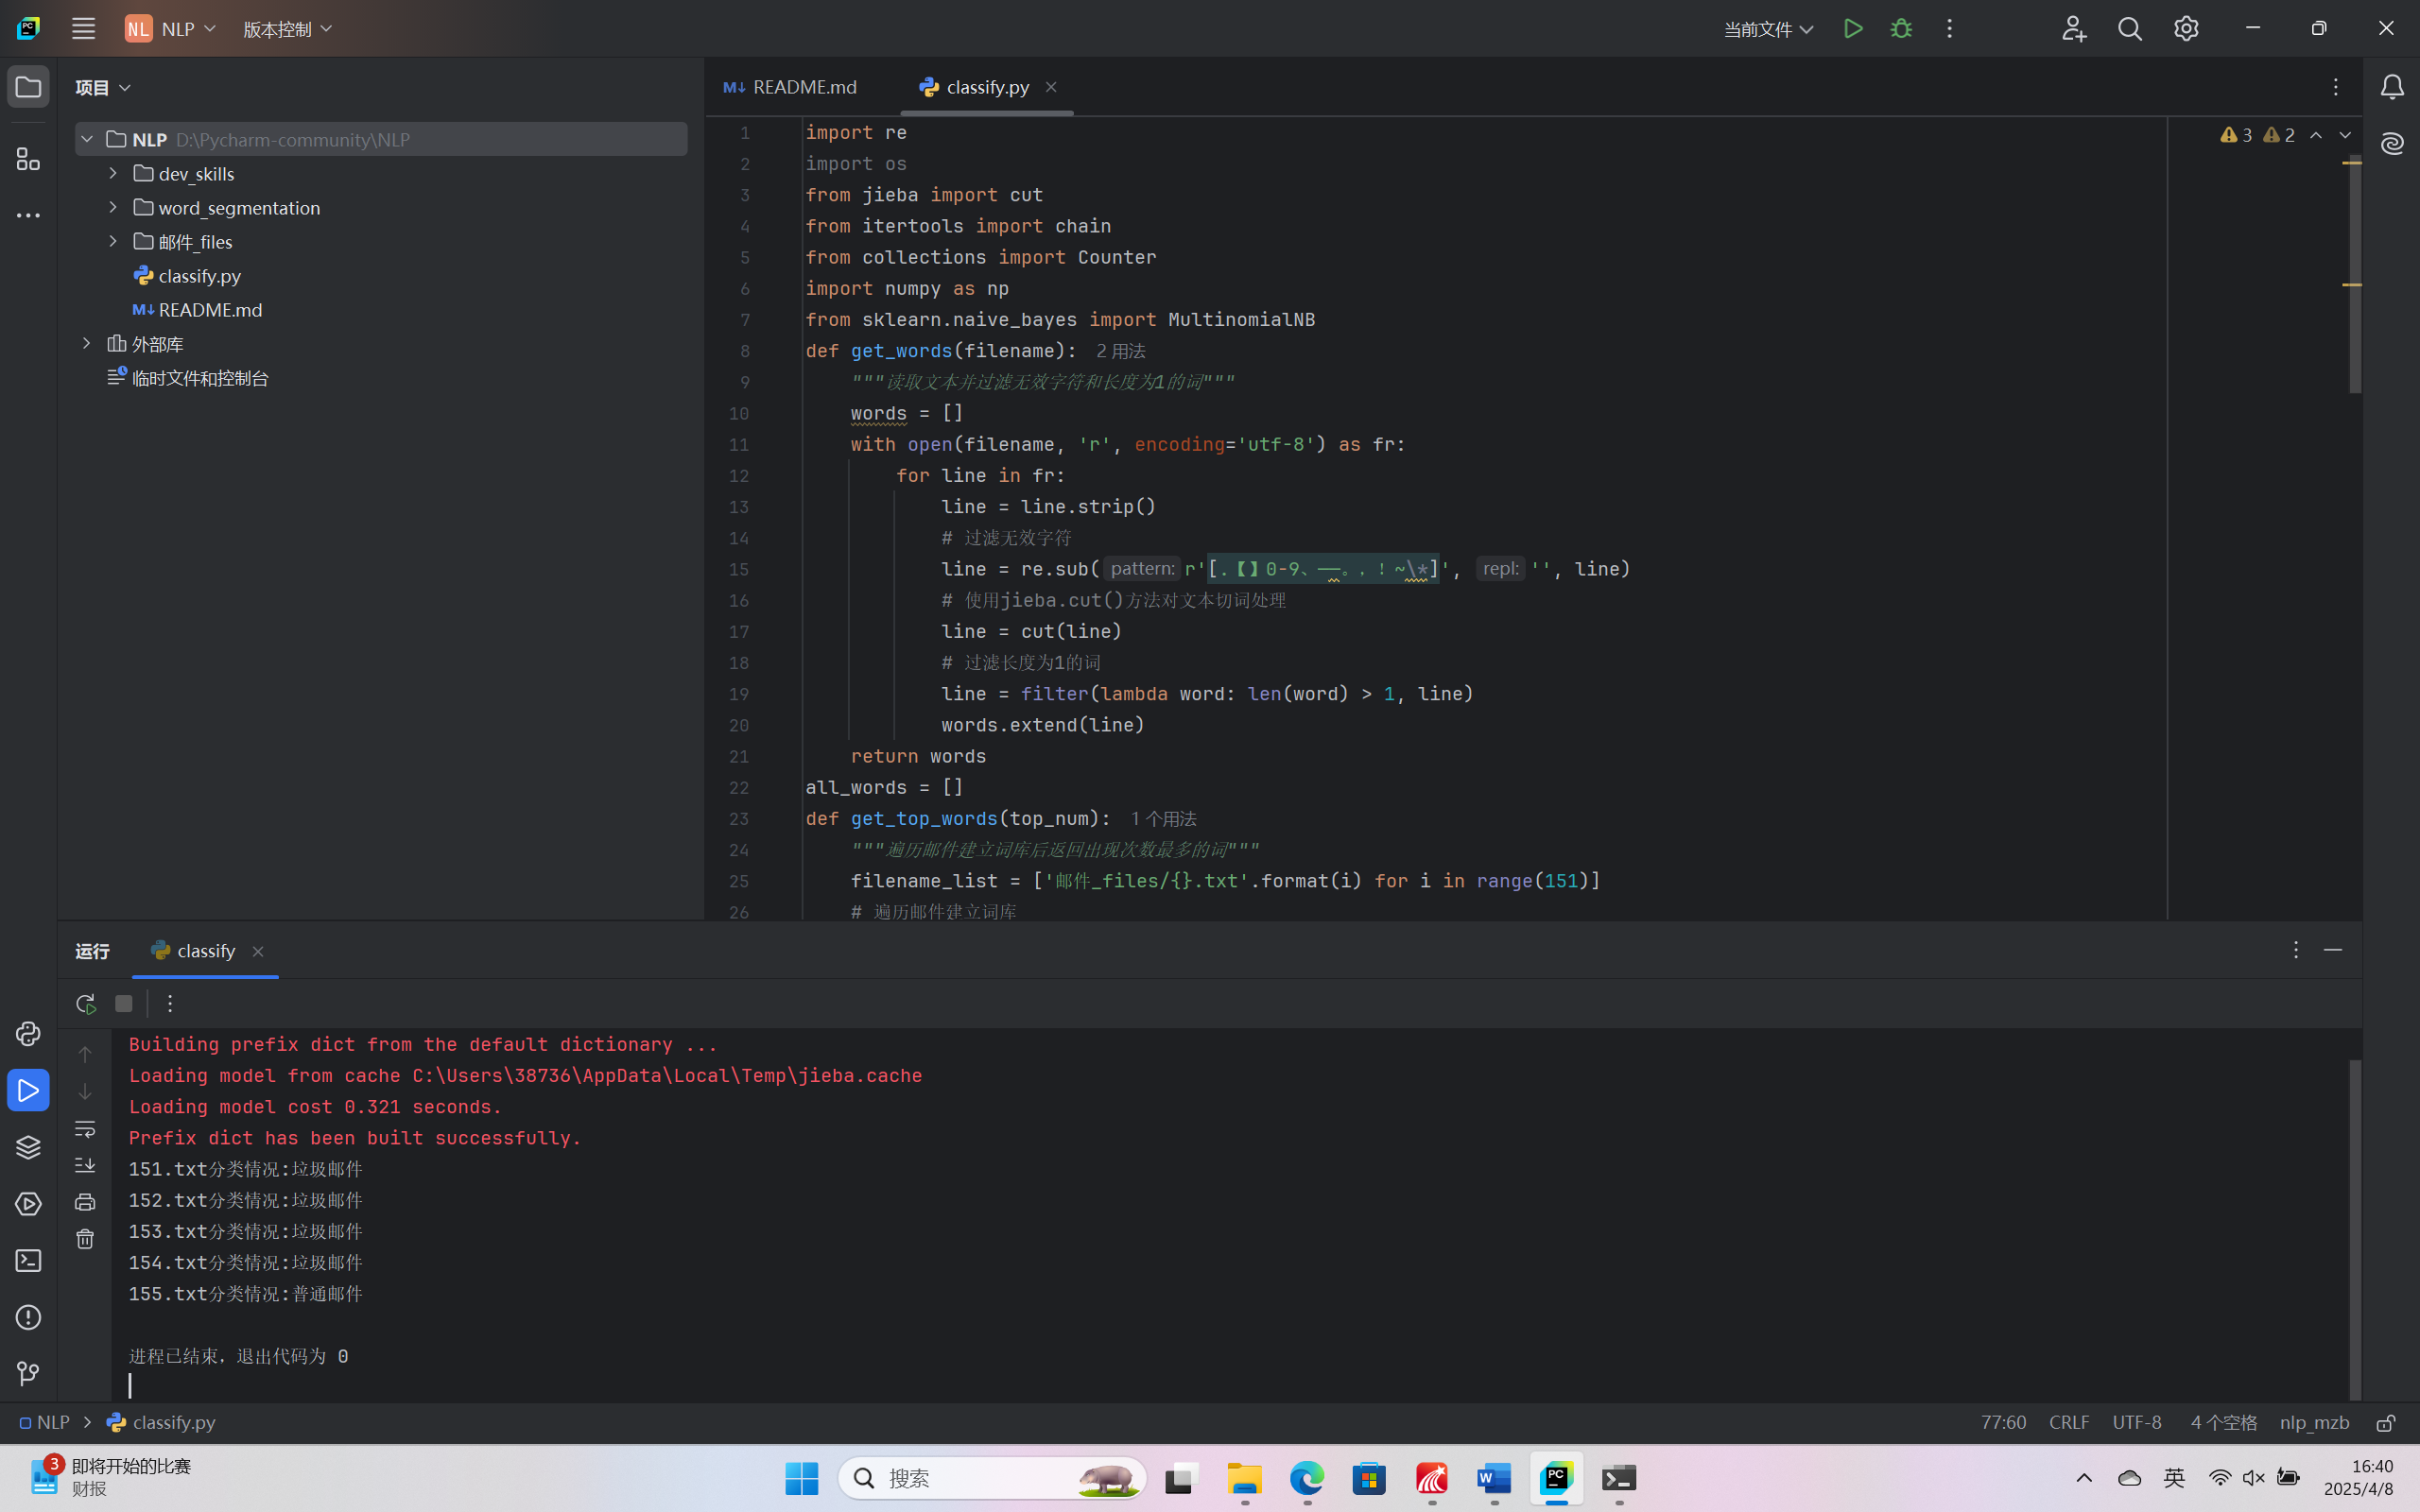 PC
NL NLP 版本控制
当前文件
项目
NLP D:\Pycharm-community\NLP
dev_skills
word_segmentation
邮件_files
classify.py
M↓ README.md
外部库
临时文件和控制台
M↓ README.md classify.py
3 2
1 import re
2 import os
3 from jieba import cut
4 from itertools import chain
5 from collections import Counter
6 import numpy as np
7 from sklearn.naive_bayes import MultinomialNB
8 def get_words(filename): 2 用法
9 """读取文本并过滤无效字符和长度为1的词"""
10 words = []
11 with open(filename, 'r', encoding='utf-8') as fr:
12 for line in fr:
13 line = line.strip()
14 # 过滤无效字符
15 line = re.sub( pattern: r'[.【】0-9、——。，！~\*]', repl: '', line)
16 # 使用jieba.cut()方法对文本切词处理
17 line = cut(line)
18 # 过滤长度为1的词
19 line = filter(lambda word: len(word) > 1, line)
20 words.extend(line)
21 return words
22 all_words = []
23 def get_top_words(top_num): 1 个用法
24 """遍历邮件建立词库后返回出现次数最多的词"""
25 filename_list = ['邮件_files/{}.txt'.format(i) for i in range(151)]
26 # 遍历邮件建立词库
运行 classify
Building prefix dict from the default dictionary ...
Loading model from cache C:\Users\38736\AppData\Local\Temp\jieba.cache
Loading model cost 0.321 seconds.
Prefix dict has been built successfully.
151.txt分类情况:垃圾邮件
152.txt分类情况:垃圾邮件
153.txt分类情况:垃圾邮件
154.txt分类情况:垃圾邮件
155.txt分类情况:普通邮件
进程已结束，退出代码为 0
NLP classify.py
77:60 CRLF UTF-8 4 个空格 nlp_mzb
3
即将开始的比赛
财报
搜索
W
PC
英
16:40
2025/4/8